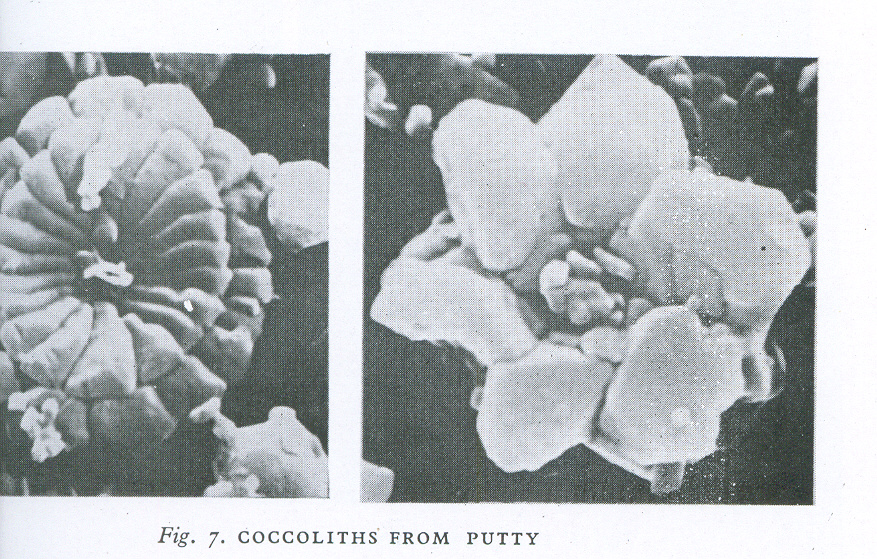 Fig. 7. COCCOLITHS FROM PUTTY